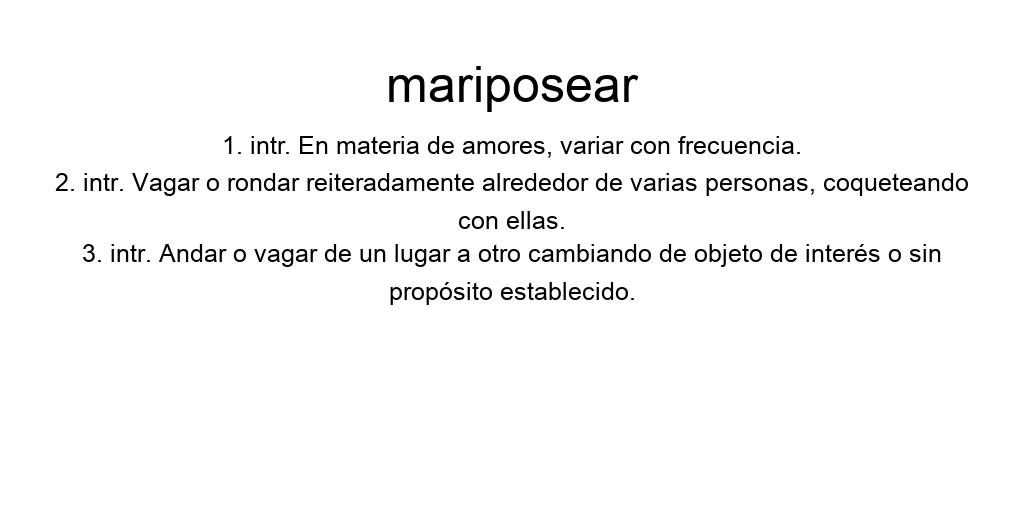 mariposear
1. intr. En materia de amores, variar con frecuencia.
2. intr. Vagar o rondar reiteradamente alrededor de varias personas, coqueteando
con ellas.
3. intr. Andar o vagar de un lugar a otro cambiando de objeto de interés o sin
propósito establecido.